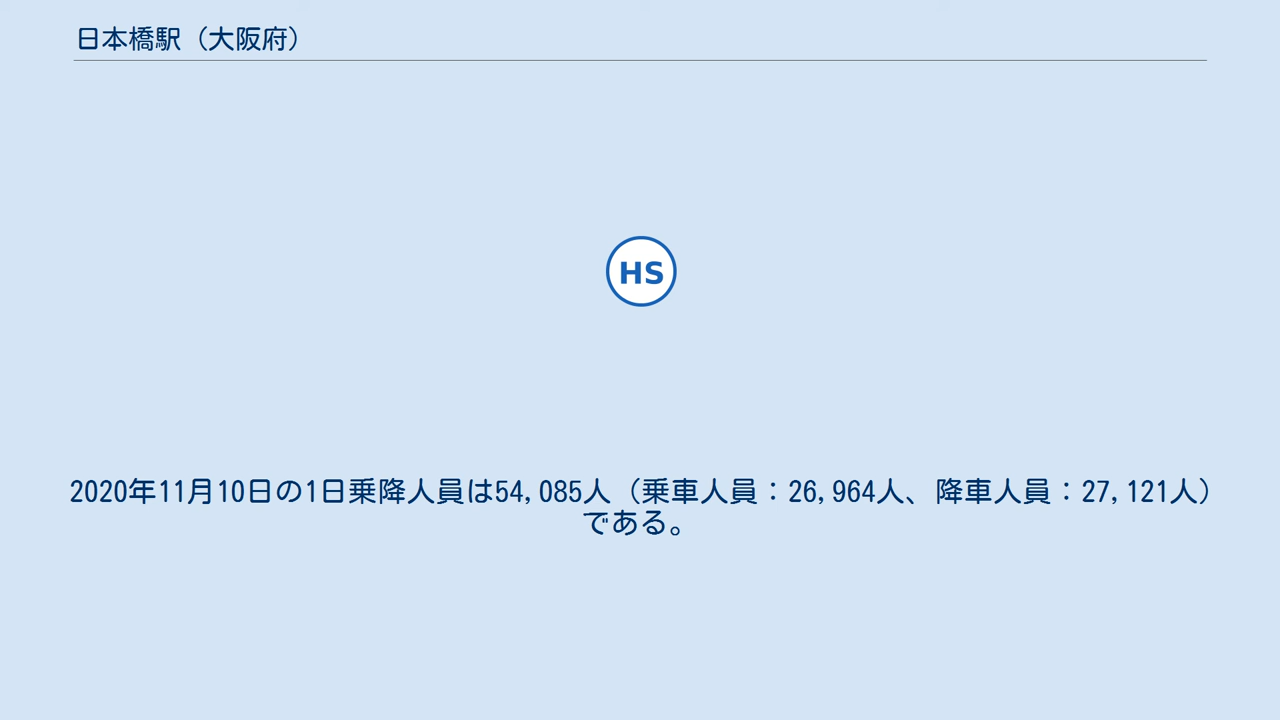 日本橋駅（大阪府）
HS
2020年11月10日の1日乗降人員は54,085人（乗車人員：26,964人、降車人員：27,121人）
である。